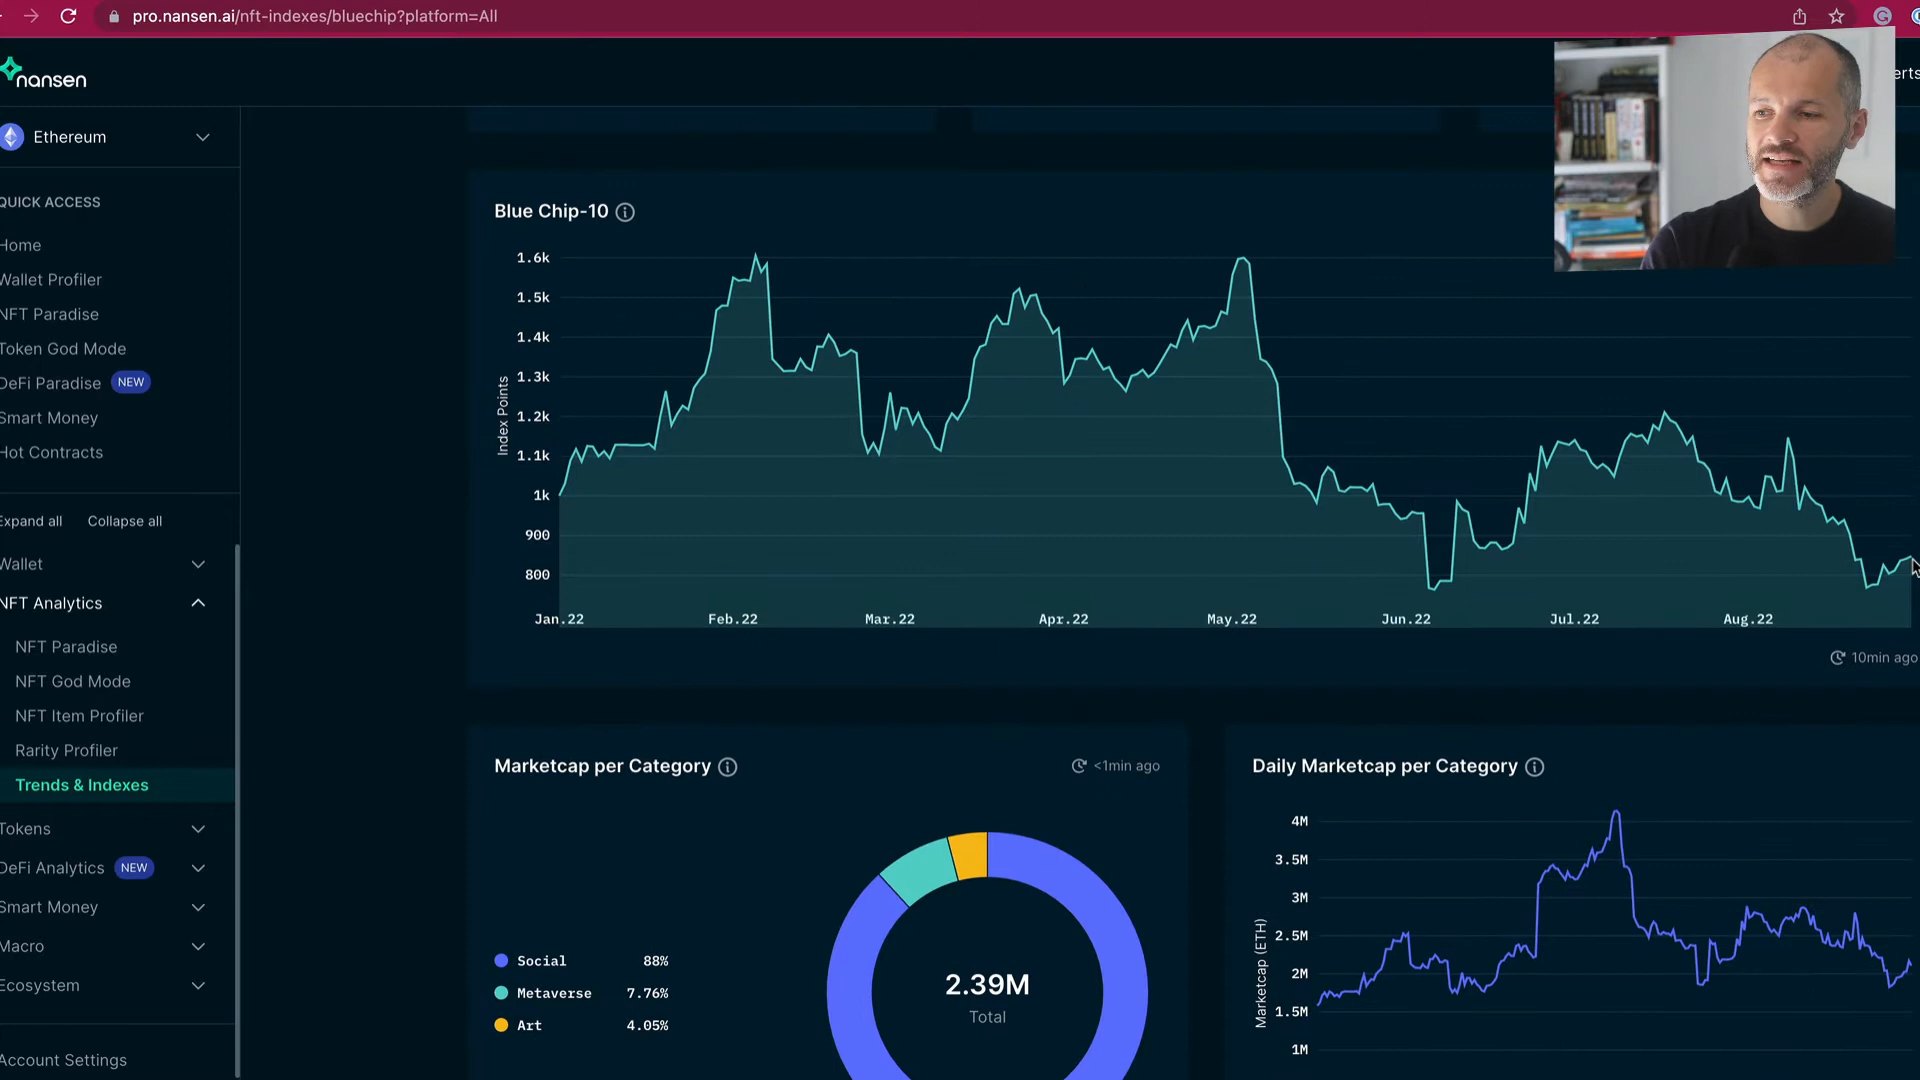 pro.nansen.ai/nft-indexes/bluechip?platform=All
nansen
erts
Ethereum
QUICK ACCESS
Home
Wallet Profiler
NFT Paradise
Token God Mode
DeFi Paradise NEW
Smart Money
Hot Contracts
Expand all Collapse all
Wallet
NFT Analytics
NFT Paradise
NFT God Mode
NFT Item Profiler
Rarity Profiler
Trends & Indexes
Tokens
DeFi Analytics NEW
Smart Money
Macro
Ecosystem
Account Settings
Blue Chip-10
Index Points
1.6k
1.5k
1.4k
1.3k
1.2k
1.1k
1k
900
800
Jan.22 Feb.22 Mar.22 Apr.22 May.22 Jun.22 Jul.22 Aug.22
10min ago
Marketcap per Category
<1min ago
Social 88%
Metaverse 7.76%
Art 4.05%
2.39M
Total
Daily Marketcap per Category
Marketcap (ETH)
4M
3.5M
3M
2.5M
2M
1.5M
1M